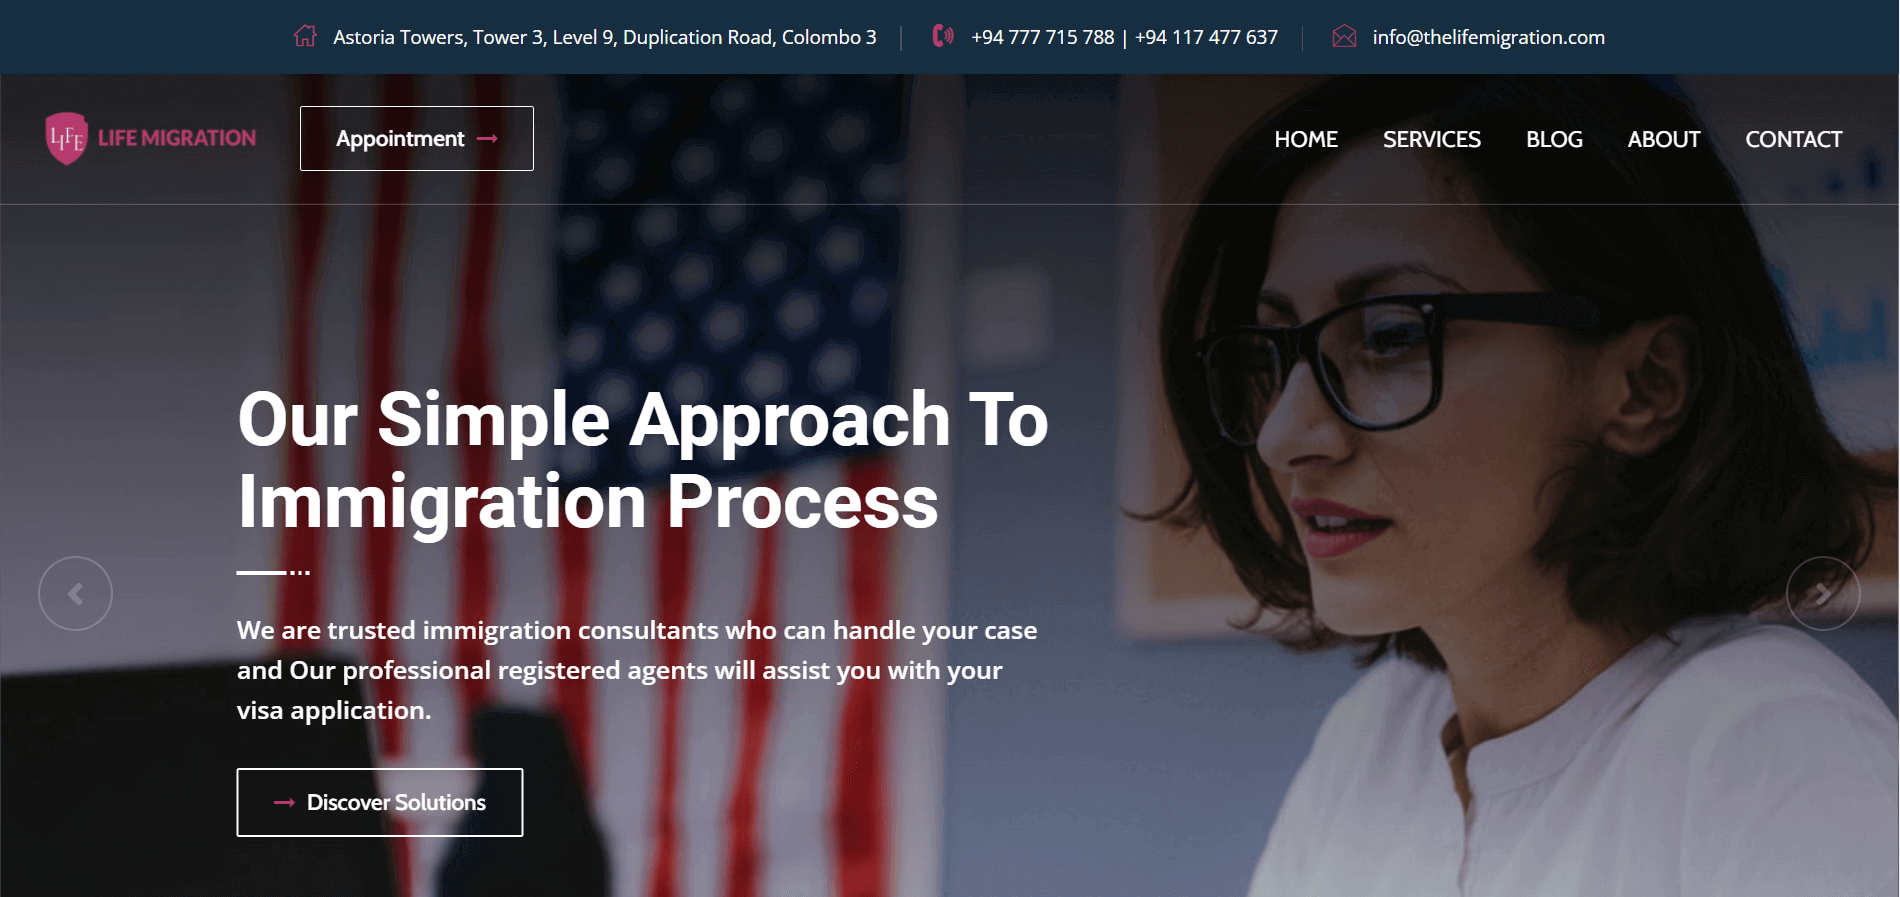 Astoria Towers, Tower 3, Level 9, Duplication Road, Colombo 3
+94 777 715 788 | +94 117 477 637
info@thelifemigration.com
LIFE
LIFE MIGRATION
Appointment
HOME
SERVICES
BLOG
ABOUT
CONTACT
Our Simple Approach To
Immigration Process
We are trusted immigration consultants who can handle your case
and Our professional registered agents will assist you with your
visa application.
Discover Solutions